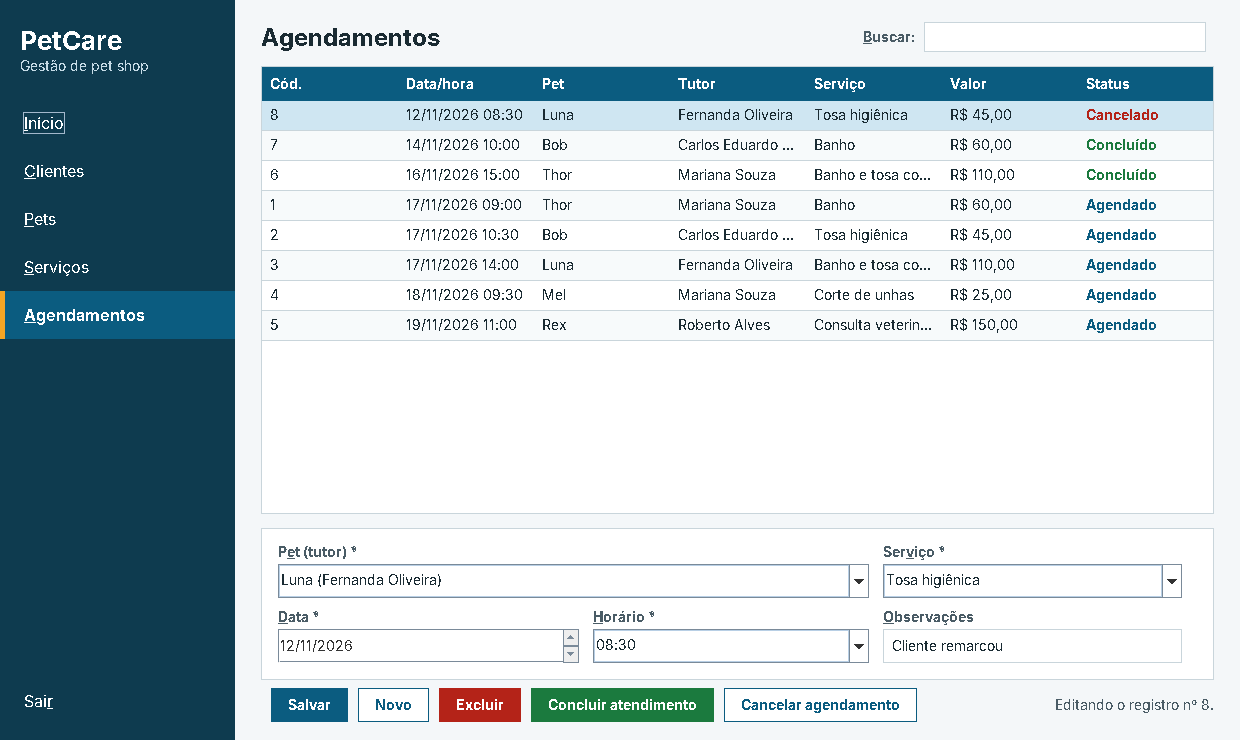 PetCare
Gestão de pet shop
Início
Clientes
Pets
Serviços
Agendamentos
Sair
Agendamentos
Buscar:
Cód. Data/hora Pet Tutor Serviço Valor Status
8 12/11/2026 08:30 Luna Fernanda Oliveira Tosa higiênica R$ 45,00 Cancelado
7 14/11/2026 10:00 Bob Carlos Eduardo ... Banho R$ 60,00 Concluído
6 16/11/2026 15:00 Thor Mariana Souza Banho e tosa co... R$ 110,00 Concluído
1 17/11/2026 09:00 Thor Mariana Souza Banho R$ 60,00 Agendado
2 17/11/2026 10:30 Bob Carlos Eduardo ... Tosa higiênica R$ 45,00 Agendado
3 17/11/2026 14:00 Luna Fernanda Oliveira Banho e tosa co... R$ 110,00 Agendado
4 18/11/2026 09:30 Mel Mariana Souza Corte de unhas R$ 25,00 Agendado
5 19/11/2026 11:00 Rex Roberto Alves Consulta veterin... R$ 150,00 Agendado
Pet (tutor) * Serviço *
Luna (Fernanda Oliveira) Tosa higiênica
Data * Horário * Observações
12/11/2026 08:30 Cliente remarcou
Salvar Novo Excluir Concluir atendimento Cancelar agendamento Editando o registro nº 8.